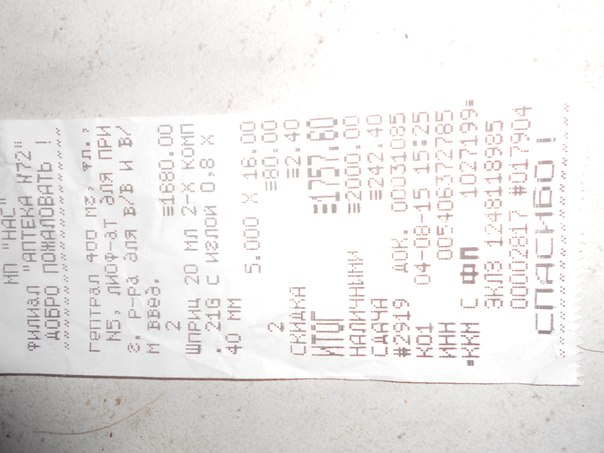 МП "НАС"
ФИЛИАЛ "АПТЕКА N72"
ДОБРО ПОЖАЛОВАТЬ !
ГЕПТРАЛ 400 МГ, ФЛ.,
N5, ЛИОФ-АТ ДЛЯ ПРИ
Г. Р-РА ДЛЯ В/В И В/
М ВВЕД.
2 ≡1680.00
ШПРИЦ 20 МЛ 2-Х КОМП
. 21G С ИГЛОЙ 0,8 Х
40 ММ
5.000 X 16.00
2 ≡80.00
СКИДКА ≡2.40
ИТОГ ≡1757.60
НАЛИЧНЫМИ ≡2000.00
СДАЧА ≡242.40
#2919 ДОК. 00031085
К01 04-08-15 15:25
ИНН 005406372785
*ККМ С ФП 1027199*
ЭКЛЗ 1248118985
00002817 #017904
СПАСИБО !